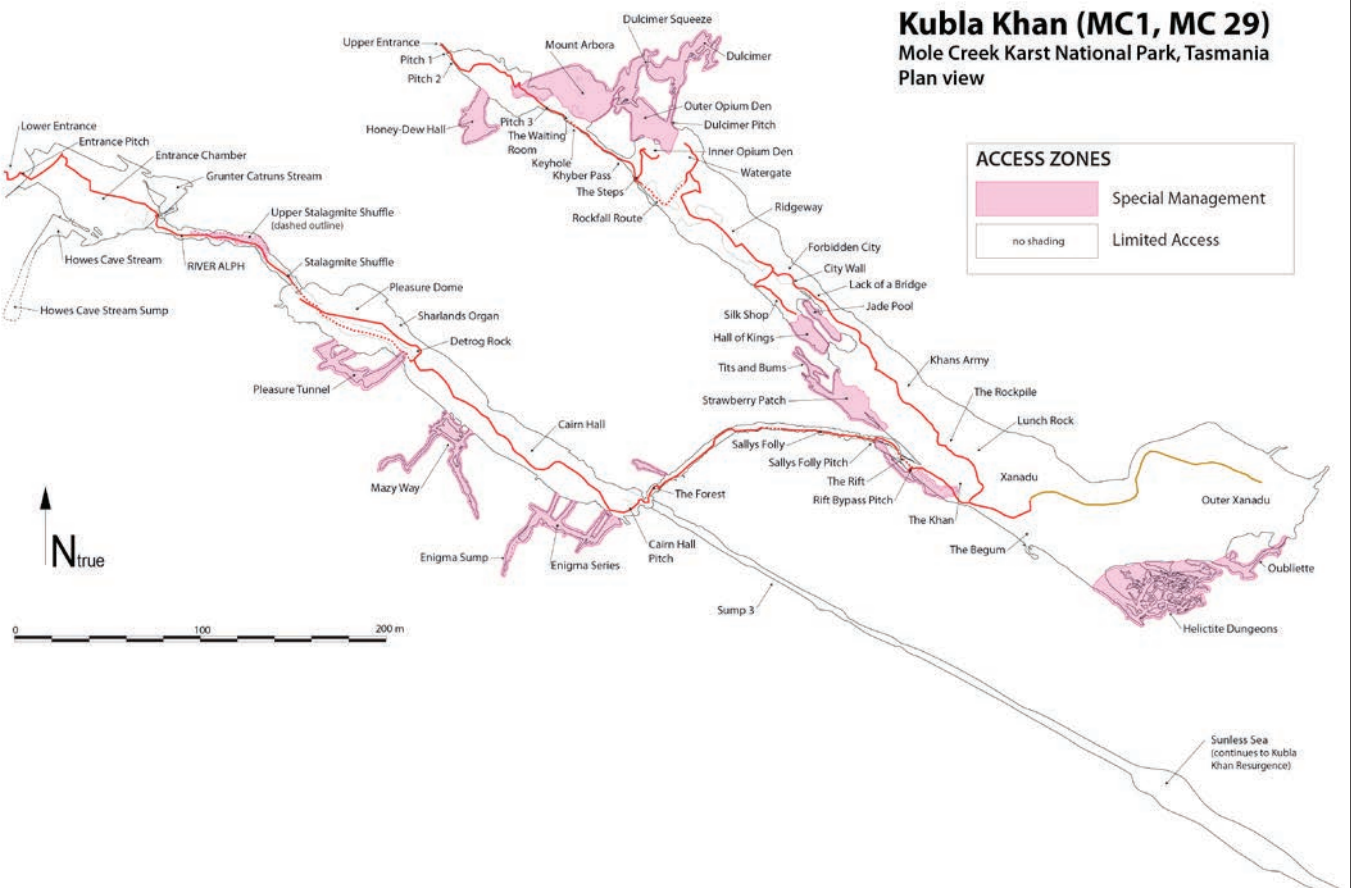 Kubla Khan (MC1, MC 29)
Mole Creek Karst National Park, Tasmania
Plan view
ACCESS ZONES
Special Management
no shading
Limited Access
Dulcimer Squeeze
Upper Entrance
Mount Arbora
Pitch 1
Dulcimer
Pitch 2
Outer Opium Den
Pitch 3
Dulcimer Pitch
Honey-Dew Hall
The Waiting
Room
Lower Entrance
Entrance Pitch
Inner Opium Den
Entrance Chamber
Keyhole
Watergate
Grunter Catruns Stream
Khyber Pass
The Steps
Ridgeway
Upper Stalagmite Shuffle
(dashed outline)
Rockfall Route
Forbidden City
Howes Cave Stream
RIVER ALPH
Stalagmite Shuffle
City Wall
Lack of a Bridge
Pleasure Dome
Jade Pool
Howes Cave Stream Sump
Sharlands Organ
Silk Shop
Hall of Kings
Detrog Rock
Khans Army
Tits and Bums
Pleasure Tunnel
The Rockpile
Strawberry Patch
Lunch Rock
Cairn Hall
Sallys Folly
Sallys Folly Pitch
Xanadu
The Rift
Mazy Way
The Forest
Rift Bypass Pitch
Outer Xanadu
The Khan
N true
Cairn Hall
Pitch
The Begum
Enigma Sump
Enigma Series
Oubliette
Sump 3
Helictite Dungeons
0 100 200 m
Sunless Sea
(continues to Kubla
Khan Resurgence)